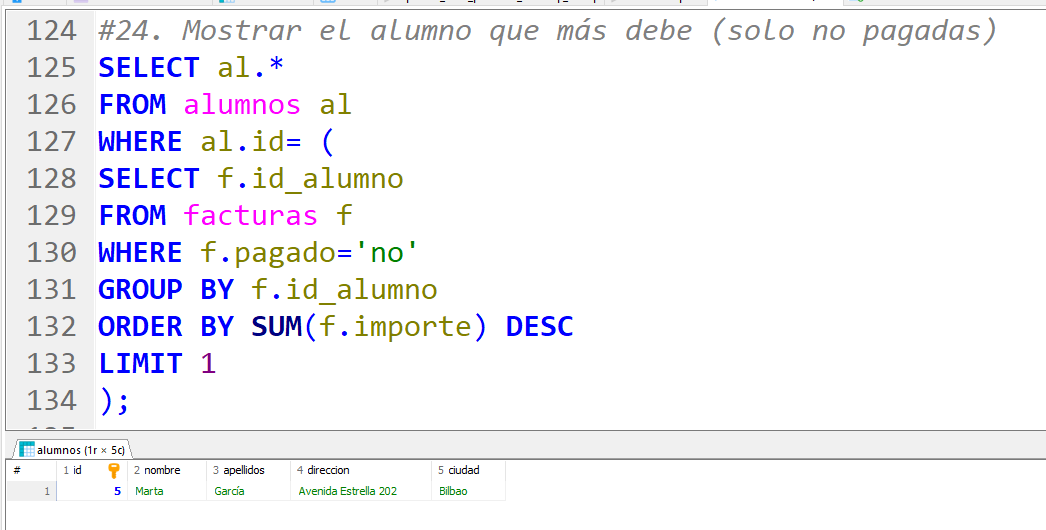 124 #24. Mostrar el alumno que más debe (solo no pagadas)
125 SELECT al.*
126 FROM alumnos al
127 WHERE al.id= (
128 SELECT f.id_alumno
129 FROM facturas f
130 WHERE f.pagado='no'
131 GROUP BY f.id_alumno
132 ORDER BY SUM(f.importe) DESC
133 LIMIT 1
134 );
alumnos (1r × 5c)
# 1 id 2 nombre 3 apellidos 4 direccion 5 ciudad
1 5 Marta García Avenida Estrella 202 Bilbao